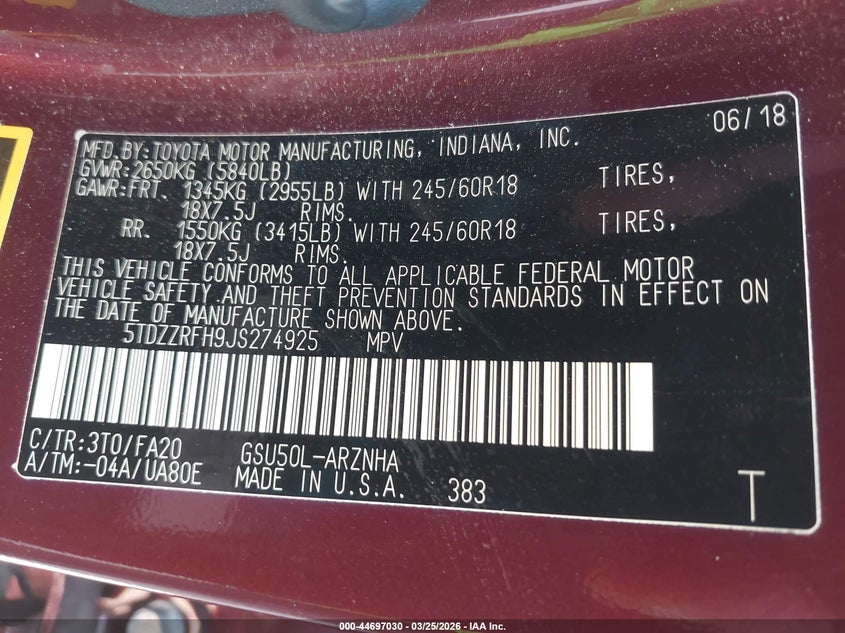 06/18
MFD.BY:TOYOTA MOTOR MANUFACTURING, INDIANA, INC.
GVWR:2650KG (5840LB)
GAWR:FRT. 1345KG (2955LB) WITH 245/60R18 TIRES,
18X7.5J RIMS.
RR. 1550KG (3415LB) WITH 245/60R18 TIRES,
18X7.5J RIMS.
THIS VEHICLE CONFORMS TO ALL APPLICABLE FEDERAL MOTOR
VEHICLE SAFETY AND THEFT PREVENTION STANDARDS IN EFFECT ON
THE DATE OF MANUFACTURE SHOWN ABOVE.
5TDZZRFH9JS274925 MPV
C/TR:3T0/FA20 GSU50L-ARZNHA
A/TM:-04A/UA80E MADE IN U.S.A. 383
T
000-44697030 - 03/25/2026 - IAA Inc.